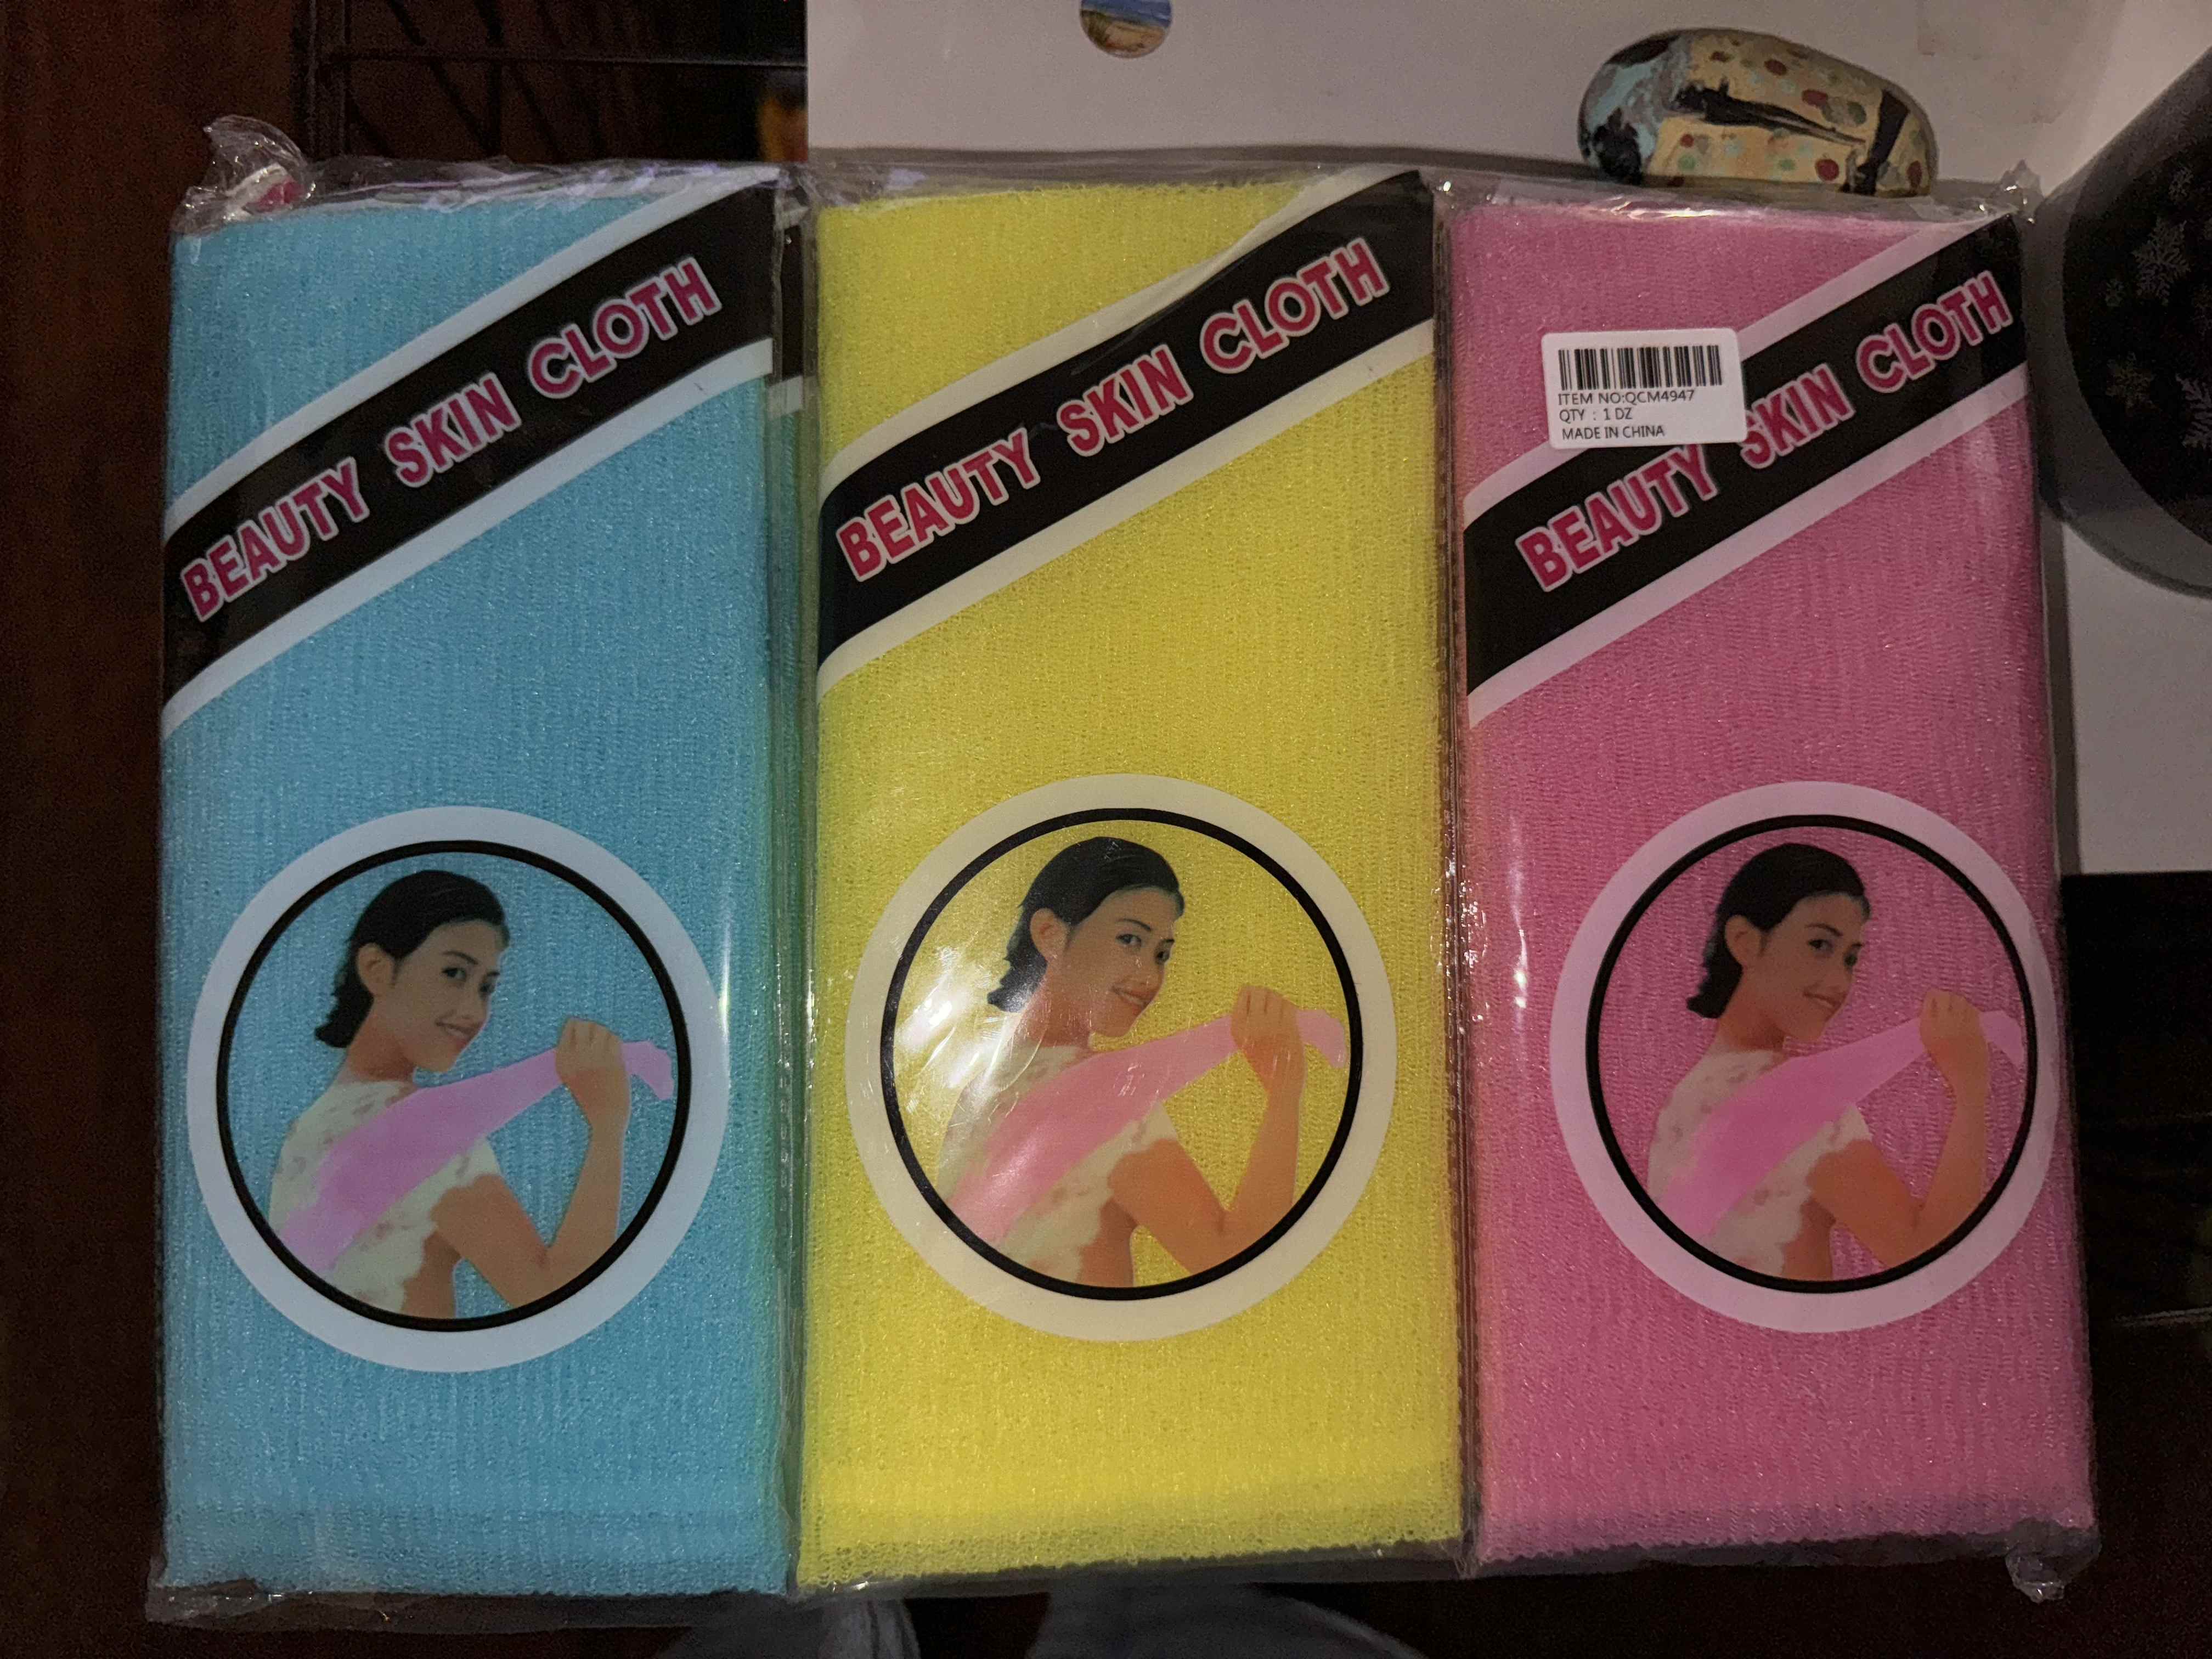 BEAUTY SKIN CLOTH
BEAUTY SKIN CLOTH
BEAUTY SKIN CLOTH
ITEM NO:QCM4947
QTY : 1 DZ
MADE IN CHINA